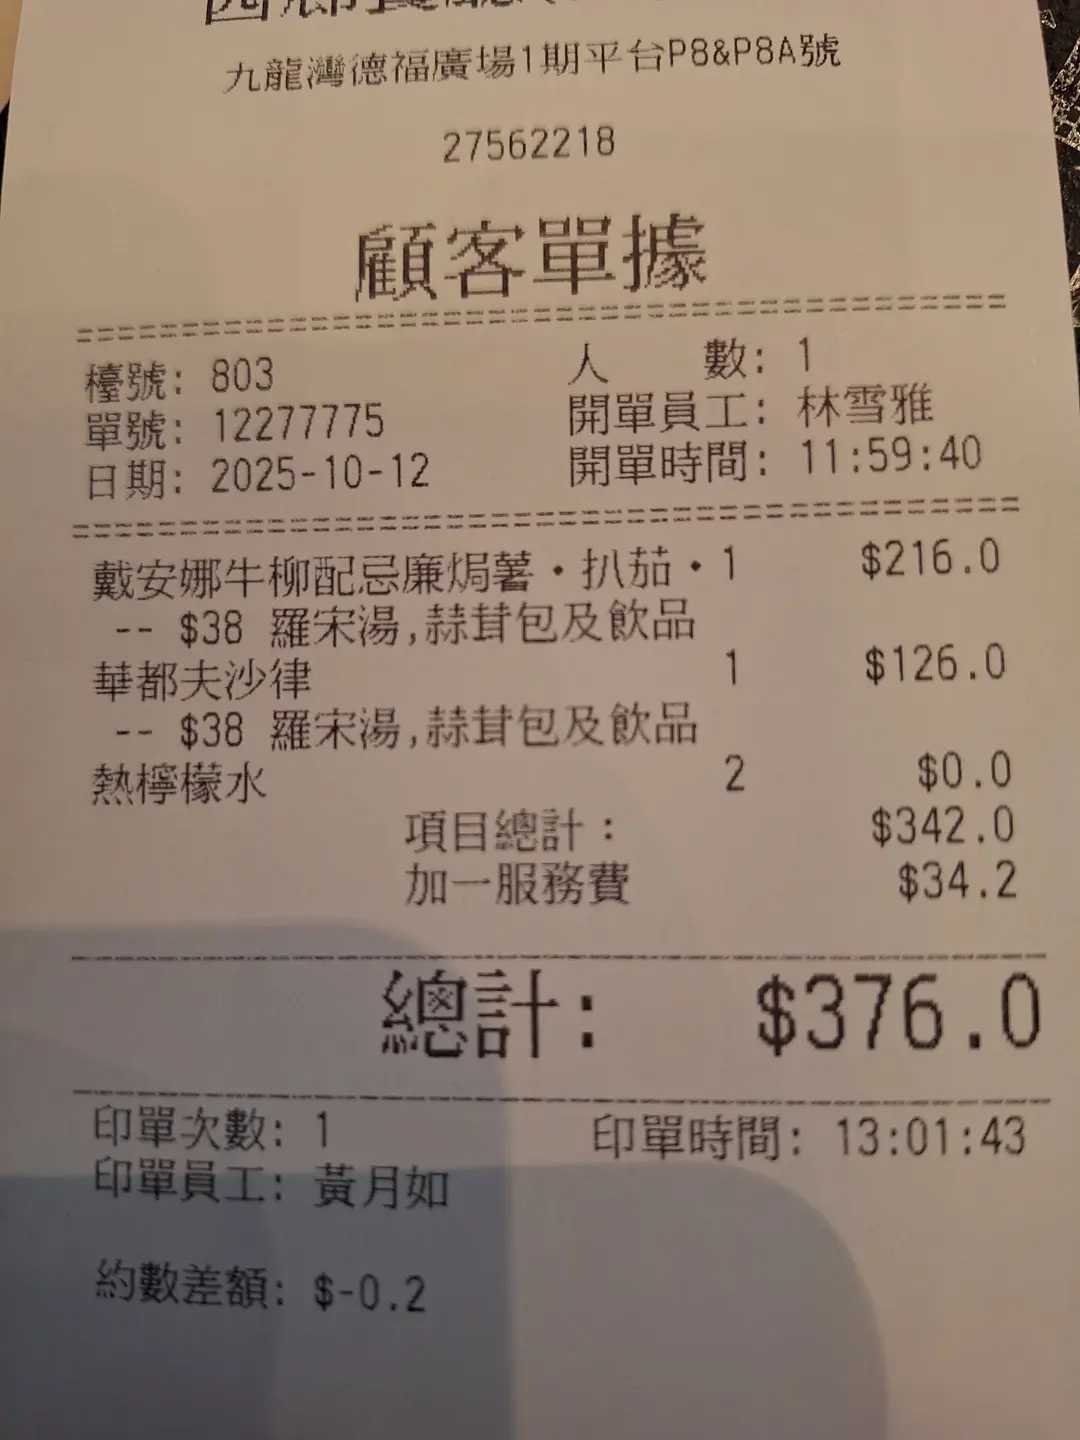 九龍灣德福廣場1期平台P8&P8A號
27562218
顧客單據
檯號: 803 人 數: 1
單號: 12277775 開單員工: 林雪雅
日期: 2025-10-12 開單時間: 11:59:40
戴安娜牛柳配忌廉焗薯·扒茄· 1 $216.0
-- $38 羅宋湯,蒜茸包及飲品
華都夫沙律 1 $126.0
-- $38 羅宋湯,蒜茸包及飲品
熱檸檬水 2 $0.0
項目總計: $342.0
加一服務費 $34.2
總計: $376.0
印單次數: 1 印單時間: 13:01:43
印單員工: 黃月如
約數差額: $-0.2